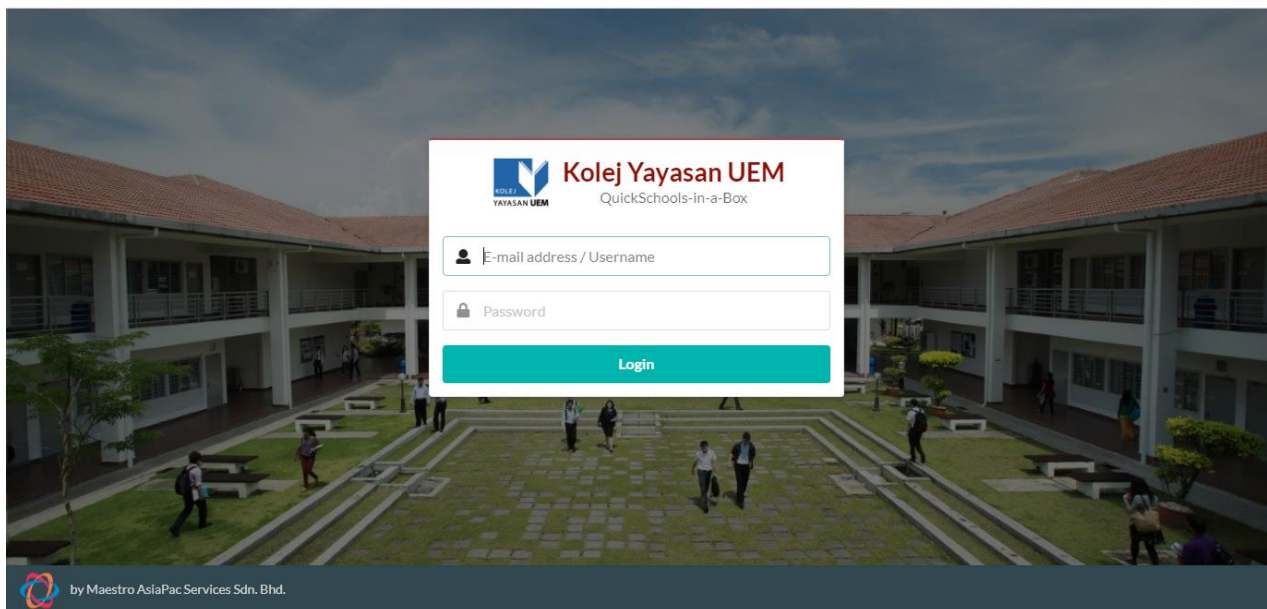 KOLEJ
YAYASAN UEM
Kolej Yayasan UEM
QuickSchools-in-a-Box
E-mail address / Username
Password
Login
by Maestro AsiaPac Services Sdn. Bhd.